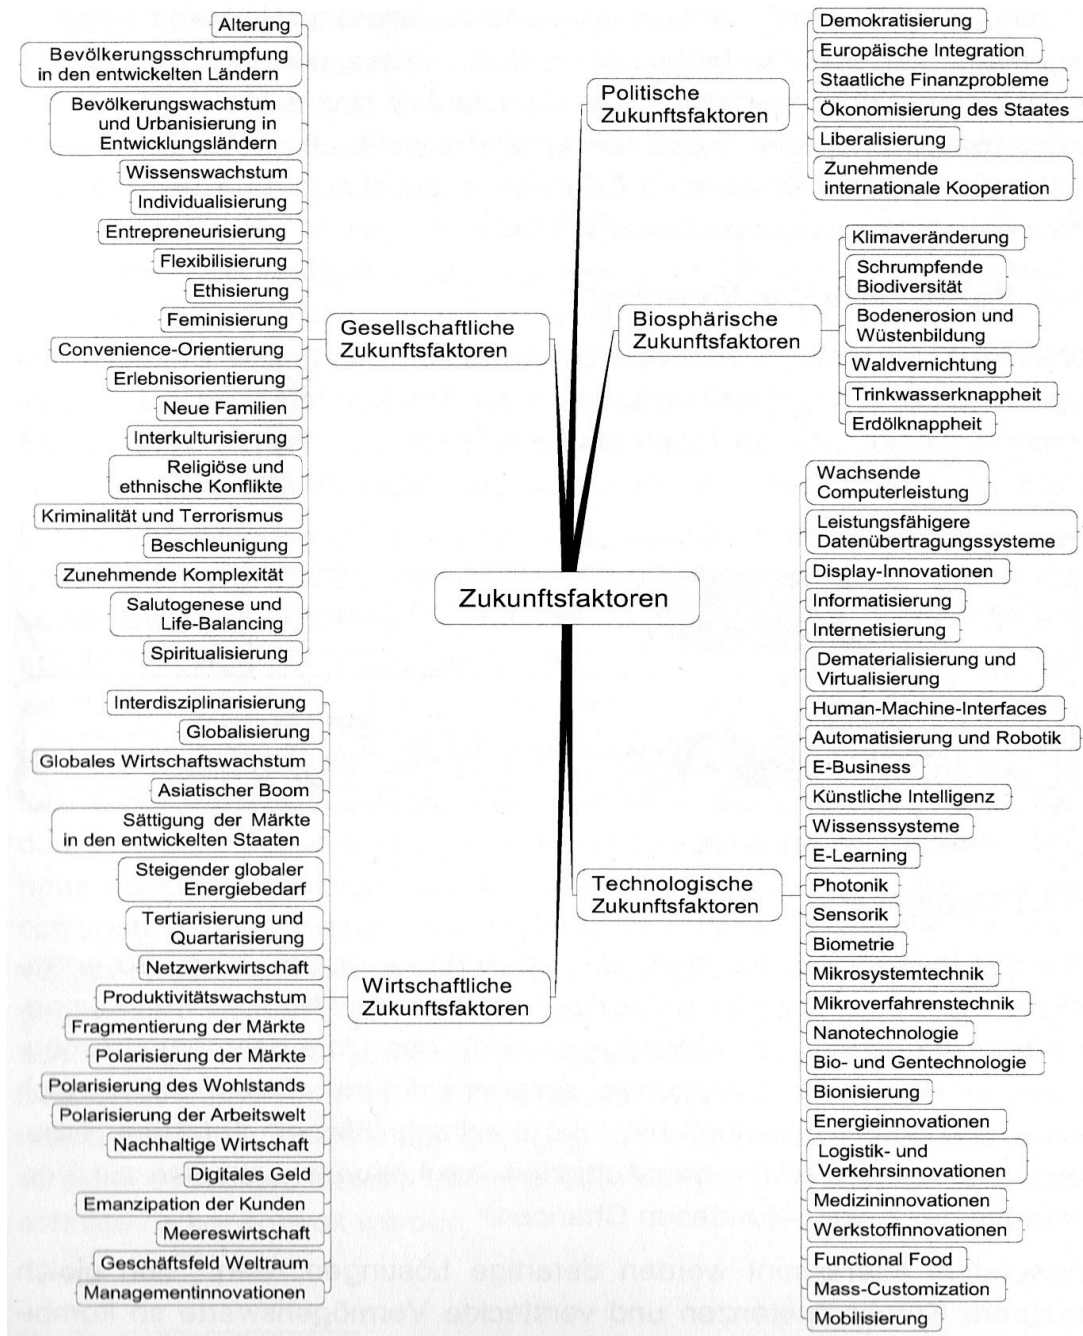 Zukunftsfaktoren
Gesellschaftliche
Zukunftsfaktoren
Alterung
Bevölkerungsschrumpfung
in den entwickelten Ländern
Bevölkerungswachstum
und Urbanisierung in
Entwicklungsländern
Wissenswachstum
Individualisierung
Entrepreneurisierung
Flexibilisierung
Ethisierung
Feminisierung
Convenience-Orientierung
Erlebnisorientierung
Neue Familien
Interkulturisierung
Religiöse und
ethnische Konflikte
Kriminalität und Terrorismus
Beschleunigung
Zunehmende Komplexität
Salutogenese und
Life-Balancing
Spiritualisierung
Wirtschaftliche
Zukunftsfaktoren
Interdisziplinarisierung
Globalisierung
Globales Wirtschaftswachstum
Asiatischer Boom
Sättigung der Märkte
in den entwickelten Staaten
Steigender globaler
Energiebedarf
Tertiarisierung und
Quartarisierung
Netzwerkwirtschaft
Produktivitätswachstum
Fragmentierung der Märkte
Polarisierung der Märkte
Polarisierung des Wohlstands
Polarisierung der Arbeitswelt
Nachhaltige Wirtschaft
Digitales Geld
Emanzipation der Kunden
Meereswirtschaft
Geschäftsfeld Weltraum
Managementinnovationen
Politische
Zukunftsfaktoren
Demokratisierung
Europäische Integration
Staatliche Finanzprobleme
Ökonomisierung des Staates
Liberalisierung
Zunehmende
internationale Kooperation
Biosphärische
Zukunftsfaktoren
Klimaveränderung
Schrumpfende
Biodiversität
Bodenerosion und
Wüstenbildung
Waldvernichtung
Trinkwasserknappheit
Erdölknappheit
Technologische
Zukunftsfaktoren
Wachsende
Computerleistung
Leistungsfähigere
Datenübertragungssysteme
Display-Innovationen
Informatisierung
Internetisierung
Dematerialisierung und
Virtualisierung
Human-Machine-Interfaces
Automatisierung und Robotik
E-Business
Künstliche Intelligenz
Wissenssysteme
E-Learning
Photonik
Sensorik
Biometrie
Mikrosystemtechnik
Mikroverfahrenstechnik
Nanotechnologie
Bio- und Gentechnologie
Bionisierung
Energieinnovationen
Logistik- und
Verkehrsinnovationen
Medizininnovationen
Werkstoffinnovationen
Functional Food
Mass-Customization
Mobilisierung